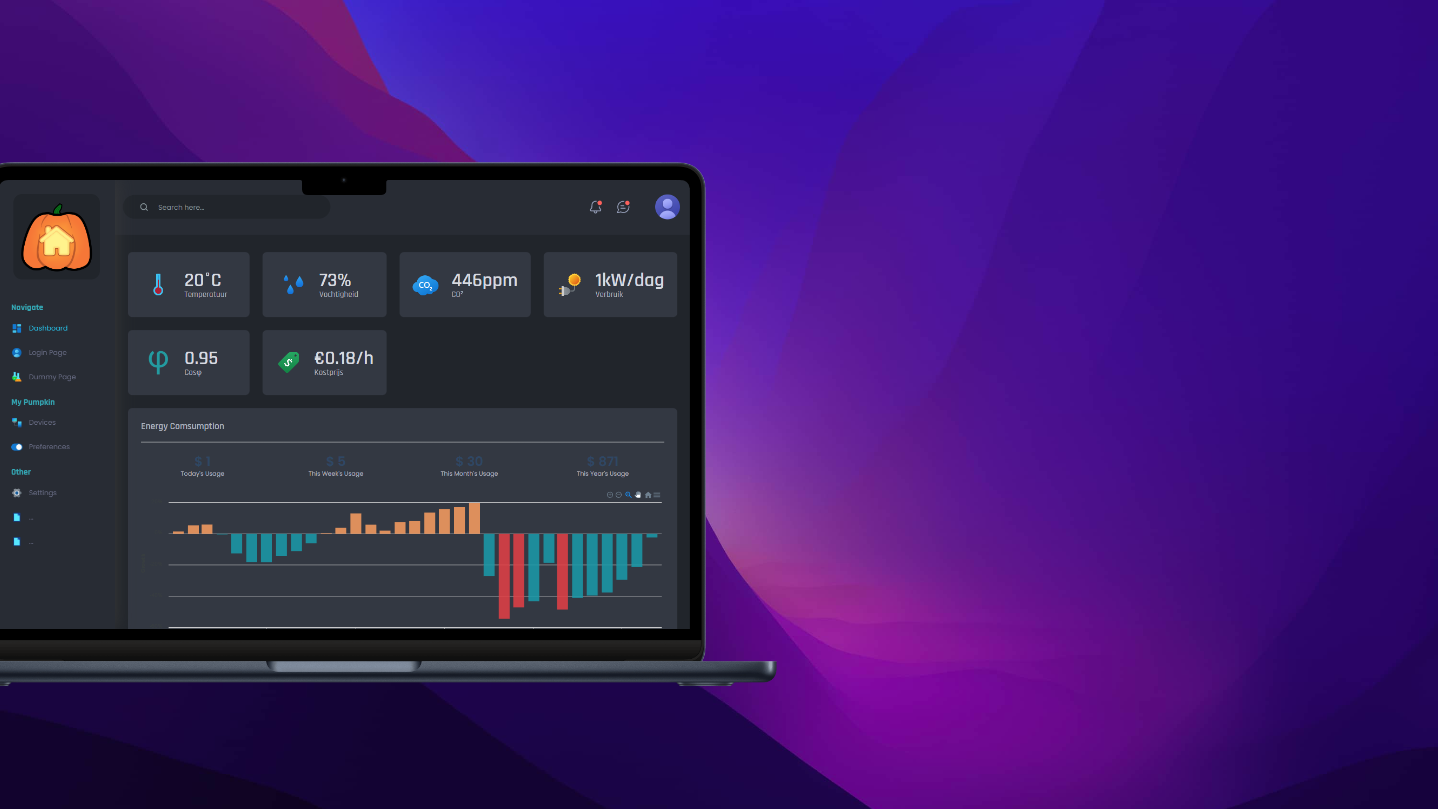 Search here...
Navigate
Dashboard
Login Page
Dummy Page
My Pumpkin
Devices
Preferences
Other
Settings
...
...
20°C
Temperatuur
73%
Vochtigheid
CO2
446ppm
CO²
1kW/dag
Verbruik
φ
0.95
Cosφ
$
€0.18/h
Kostprijs
Energy Comsumption
$ 1
Today's Usage
$ 5
This Week's Usage
$ 30
This Month's Usage
$ 871
This Year's Usage